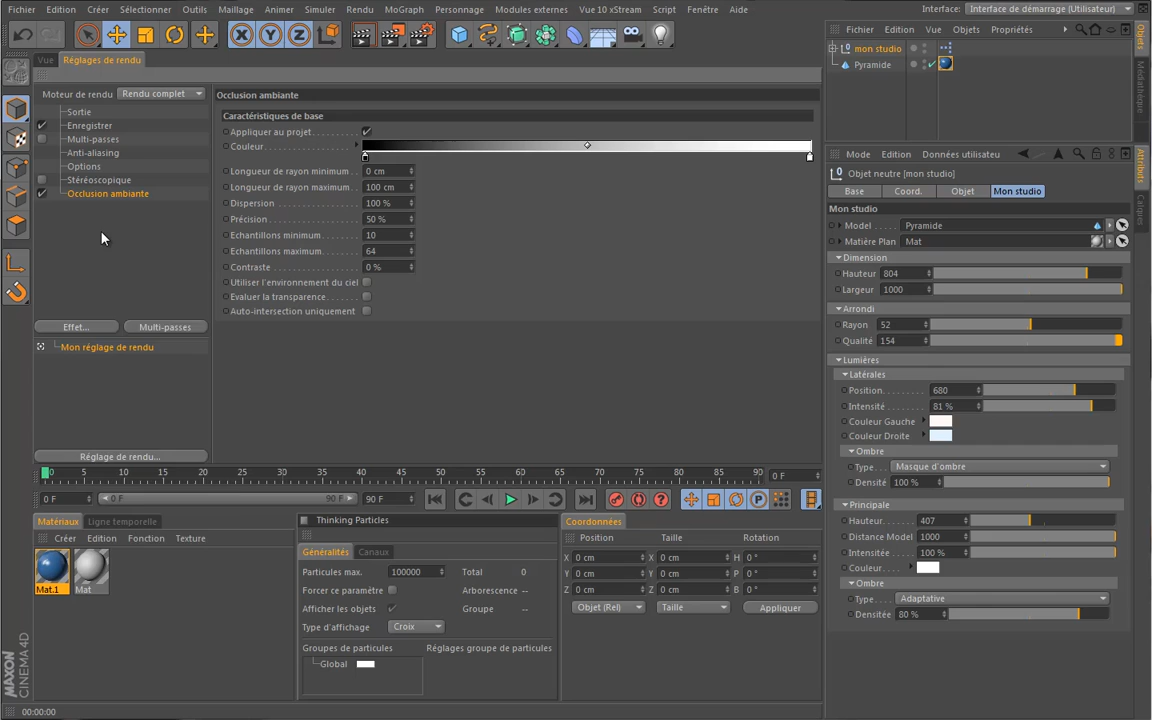 Fichier Edition Créer Sélectionner Outils Maillage Animer Simuler Rendu MoGraph Personnage Modules externes Vue 10 xStream Script Fenêtre Aide Interface: Interface de démarrage (Utilisateur)
Vue Réglages de rendu
Moteur de rendu Rendu complet
Sortie
Enregistrer
Multi-passes
Anti-aliasing
Options
Stéréoscopique
Occlusion ambiante
Effet... Multi-passes
Mon réglage de rendu
Réglage de rendu...
Occlusion ambiante
Caractéristiques de base
Appliquer au projet
Couleur
Longueur de rayon minimum 0 cm
Longueur de rayon maximum 100 cm
Dispersion 100 %
Précision 50 %
Echantillons minimum 10
Echantillons maximum 64
Contraste 0 %
Utiliser l'environnement du ciel
Evaluer la transparence
Auto-intersection uniquement
Fichier Edition Vue Objets Propriétés
mon studio
Pyramide
Objets
Médiathèque
Mode Edition Données utilisateur
Objet neutre [mon studio]
Base Coord. Objet Mon studio
Attributs
Calques
Mon studio
Model Pyramide
Matiére Plan Mat
Dimension
Hauteur 804
Largeur 1000
Arrondi
Rayon 52
Qualité 154
Lumières
Latérales
Position 680
Intensité 81 %
Couleur Gauche
Couleur Droite
Ombre
Type Masque d'ombre
Densité 100 %
Principale
Hauteur 407
Distance Model 1000
Intensitée 100 %
Couleur
Ombre
Type Adaptative
Densitée 80 %
0 5 10 15 20 25 30 35 40 45 50 55 60 65 70 75 80 85 90 0 F
0 F 0 F 90 F 90 F
Matériaux Ligne temporelle
Créer Edition Fonction Texture
Mat.1 Mat
Thinking Particles
Généralités Canaux
Particules max. 100000 Total 0
Forcer ce paramètre Arborescence --
Afficher les objets Groupe --
Type d'affichage Croix
Groupes de particules Réglages groupe de particules
Global
Coordonnées
Position Taille Rotation
X 0 cm X 0 cm H 0 °
Y 0 cm Y 0 cm P 0 °
Z 0 cm Z 0 cm B 0 °
Objet (Rel) Taille Appliquer
MAXON
CINEMA 4D
00:00:00